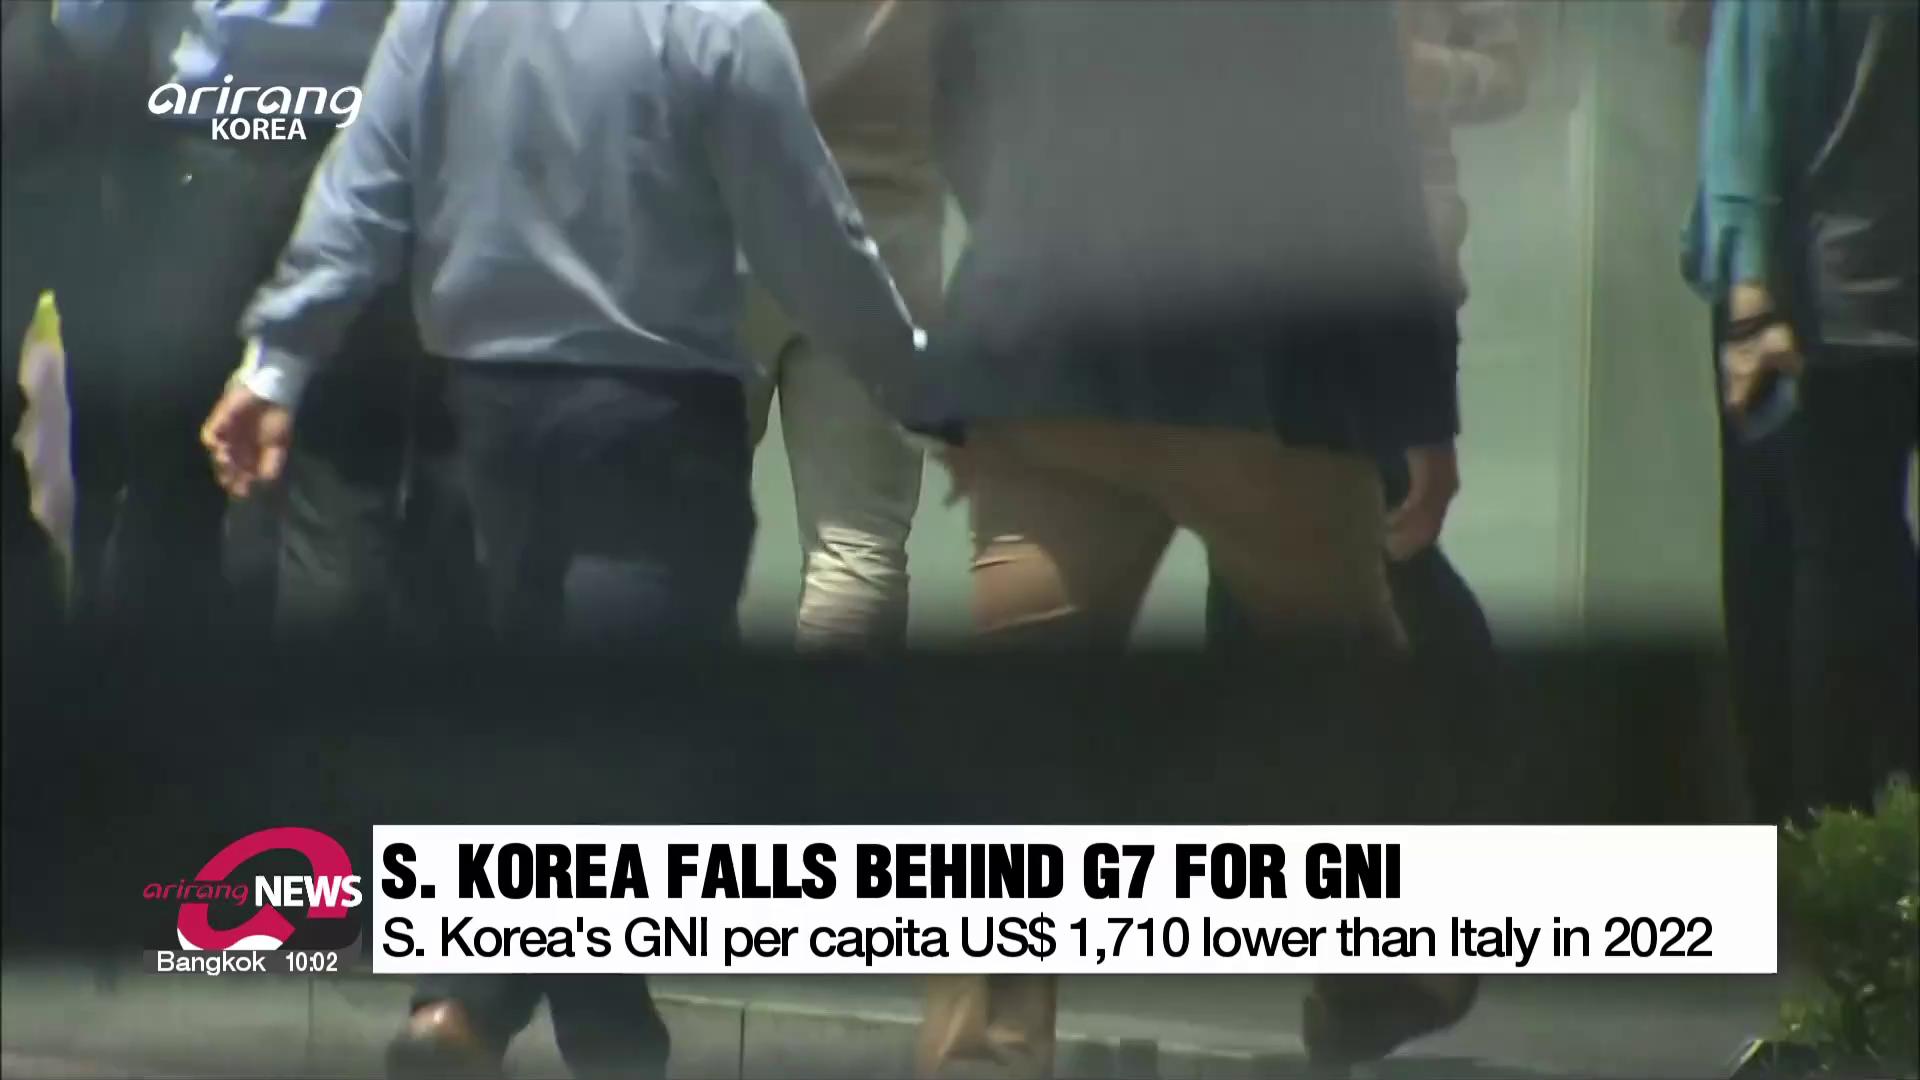 arirang
KOREA
S. KOREA FALLS BEHIND G7 FOR GNI
arirang NEWS
S. Korea's GNI per capita US$ 1,710 lower than Italy in 2022
Bangkok 10:02